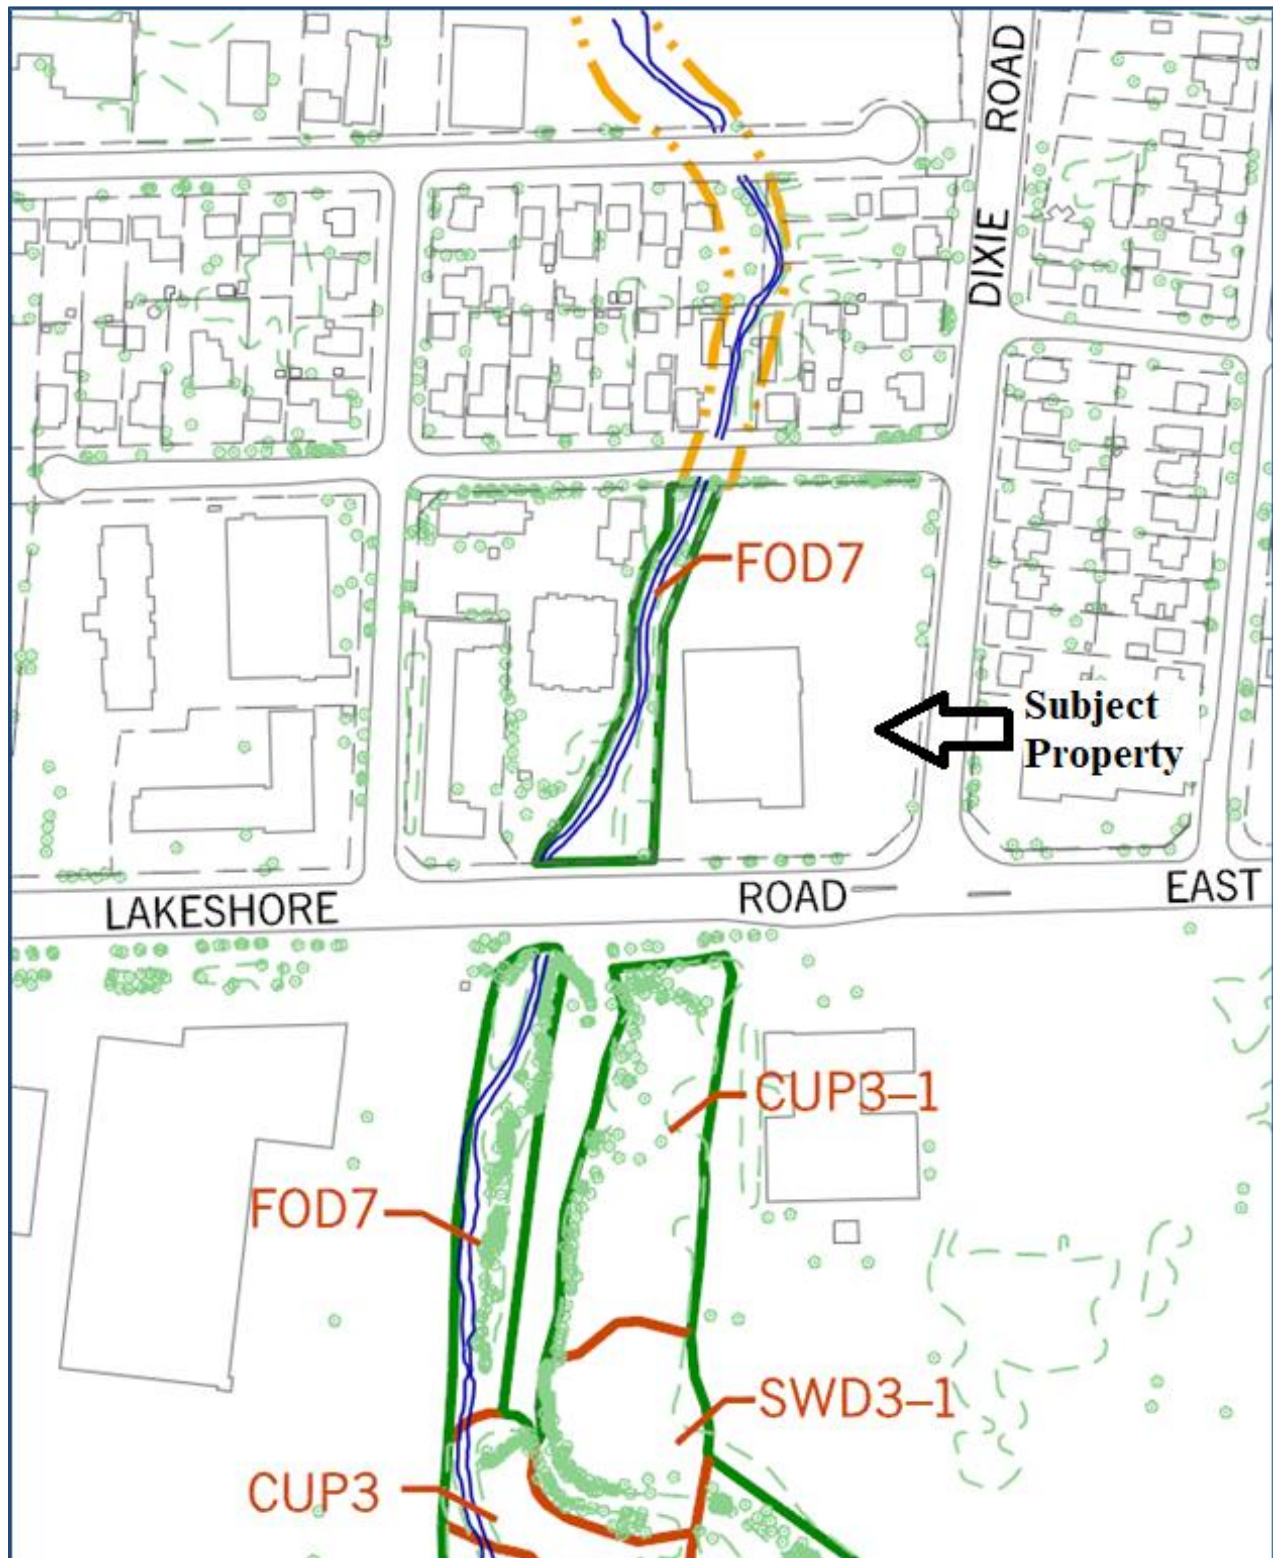 DIXIE ROAD
FOD7
Subject
Property
LAKESHORE ROAD EAST
CUP3-1
FOD7
SWD3-1
CUP3